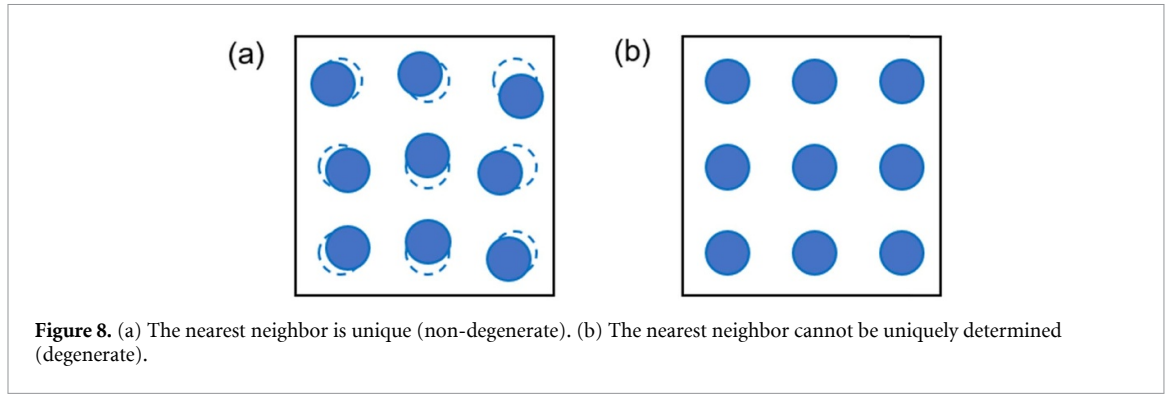 (a)
(b)
Figure 8. (a) The nearest neighbor is unique (non-degenerate). (b) The nearest neighbor cannot be uniquely determined
(degenerate).